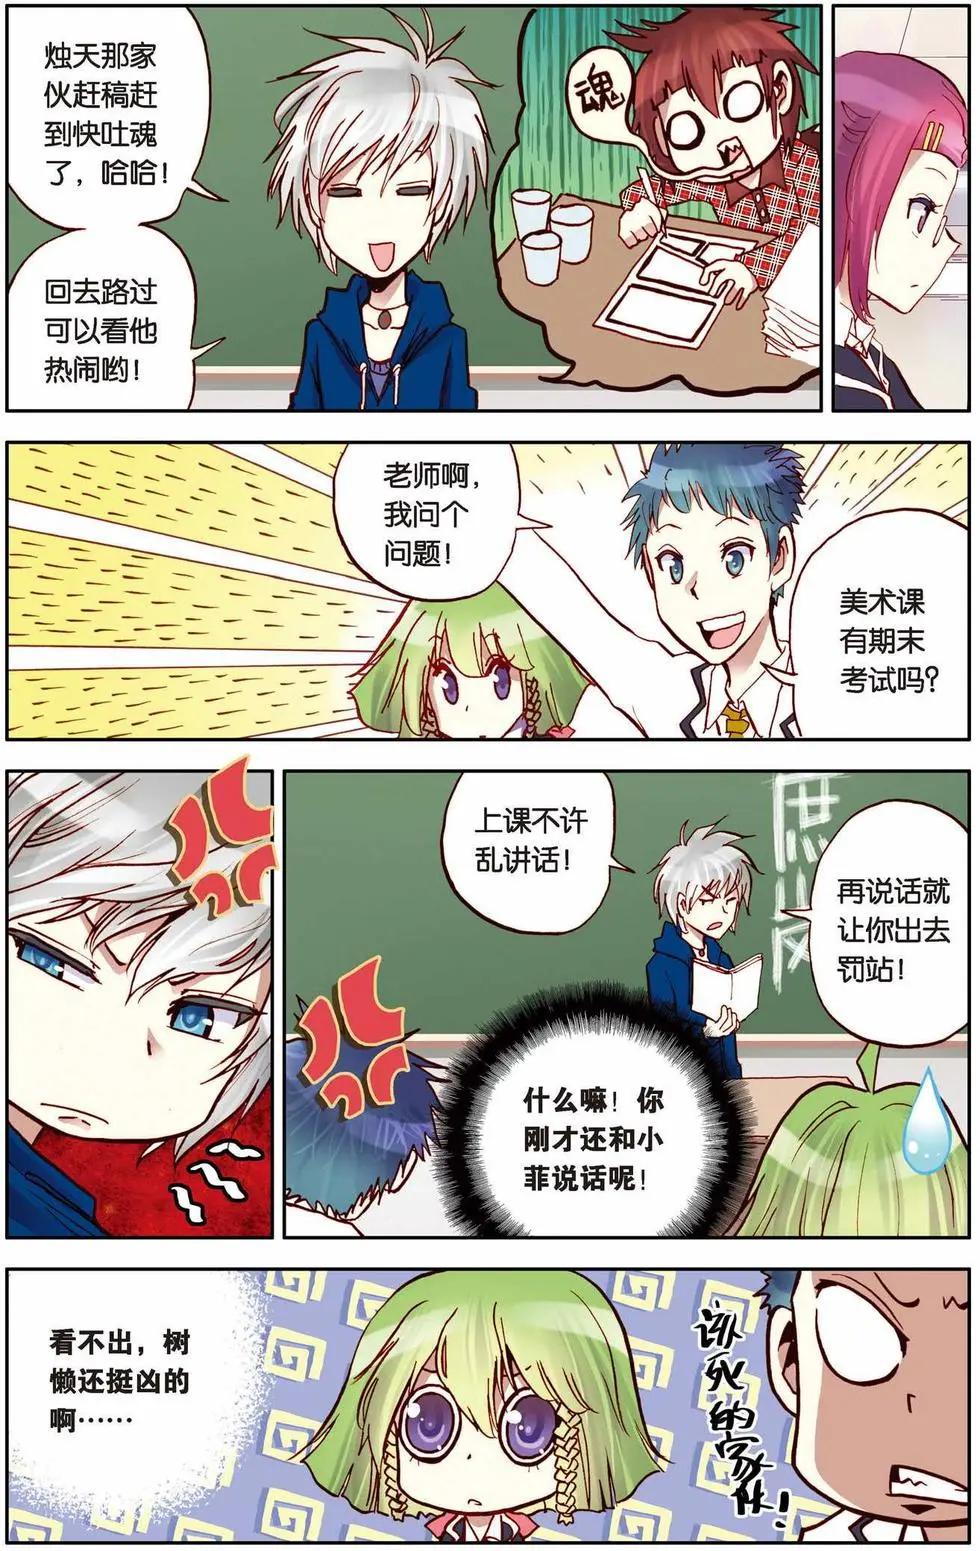 烛天那家
伙赶稿赶
到快吐魂
了，哈哈！
魂
回去路过
可以看他
热闹哟！
老师啊，
我问个
问题！
美术课
有期末
考试吗？
上课不许
乱讲话！
再说话就
让你出去
罚站！
什么嘛！你
刚才还和小
菲说话呢！
看不出，树
懒还挺凶的
啊……
该死的家伙！